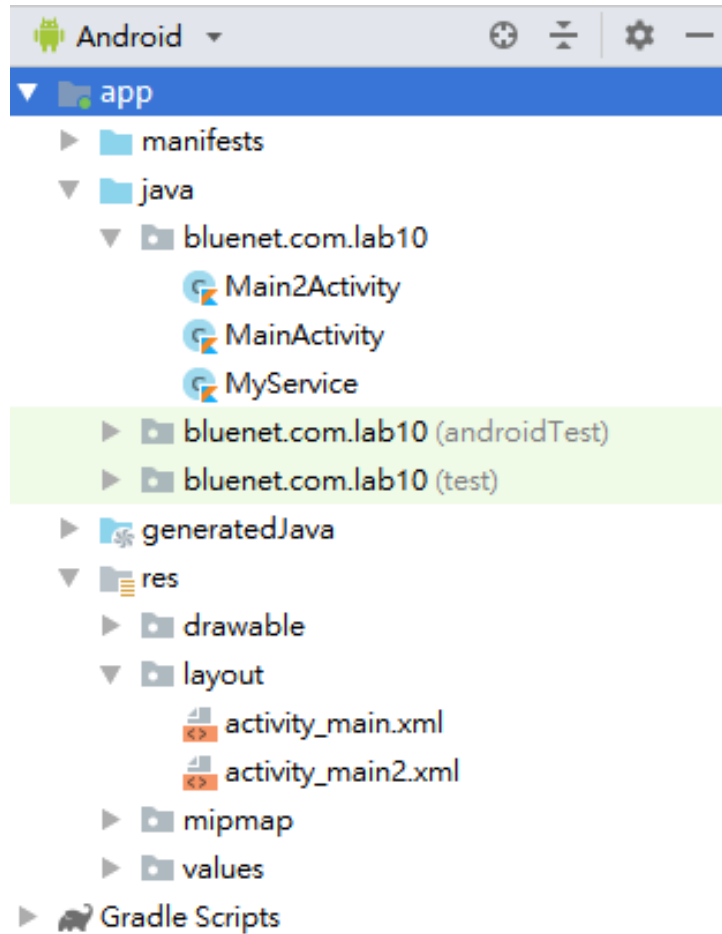 Android
app
manifests
java
bluenet.com.lab10
Main2Activity
MainActivity
MyService
bluenet.com.lab10 (androidTest)
bluenet.com.lab10 (test)
generatedJava
res
drawable
layout
activity_main.xml
activity_main2.xml
mipmap
values
Gradle Scripts